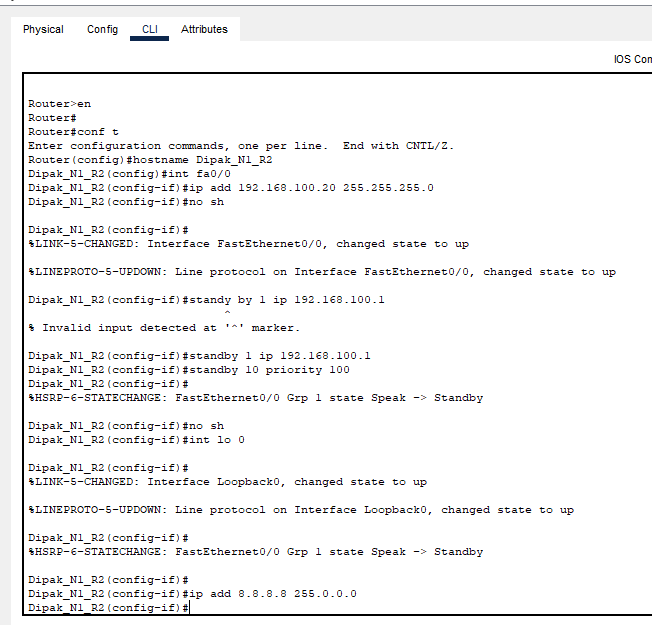 Physical Config CLI Attributes
IOS Com
Router>en
Router#
Router#conf t
Enter configuration commands, one per line.  End with CNTL/Z.
Router(config)#hostname Dipak_N1_R2
Dipak_N1_R2(config)#int fa0/0
Dipak_N1_R2(config-if)#ip add 192.168.100.20 255.255.255.0
Dipak_N1_R2(config-if)#no sh
Dipak_N1_R2(config-if)#
%LINK-5-CHANGED: Interface FastEthernet0/0, changed state to up
%LINEPROTO-5-UPDOWN: Line protocol on Interface FastEthernet0/0, changed state to up
Dipak_N1_R2(config-if)#standy by 1 ip 192.168.100.1
^
% Invalid input detected at '^' marker.
Dipak_N1_R2(config-if)#standby 1 ip 192.168.100.1
Dipak_N1_R2(config-if)#standby 10 priority 100
Dipak_N1_R2(config-if)#
%HSRP-6-STATECHANGE: FastEthernet0/0 Grp 1 state Speak -> Standby
Dipak_N1_R2(config-if)#no sh
Dipak_N1_R2(config-if)#int lo 0
Dipak_N1_R2(config-if)#
%LINK-5-CHANGED: Interface Loopback0, changed state to up
%LINEPROTO-5-UPDOWN: Line protocol on Interface Loopback0, changed state to up
Dipak_N1_R2(config-if)#
%HSRP-6-STATECHANGE: FastEthernet0/0 Grp 1 state Speak -> Standby
Dipak_N1_R2(config-if)#
Dipak_N1_R2(config-if)#ip add 8.8.8.8 255.0.0.0
Dipak_N1_R2(config-if)#